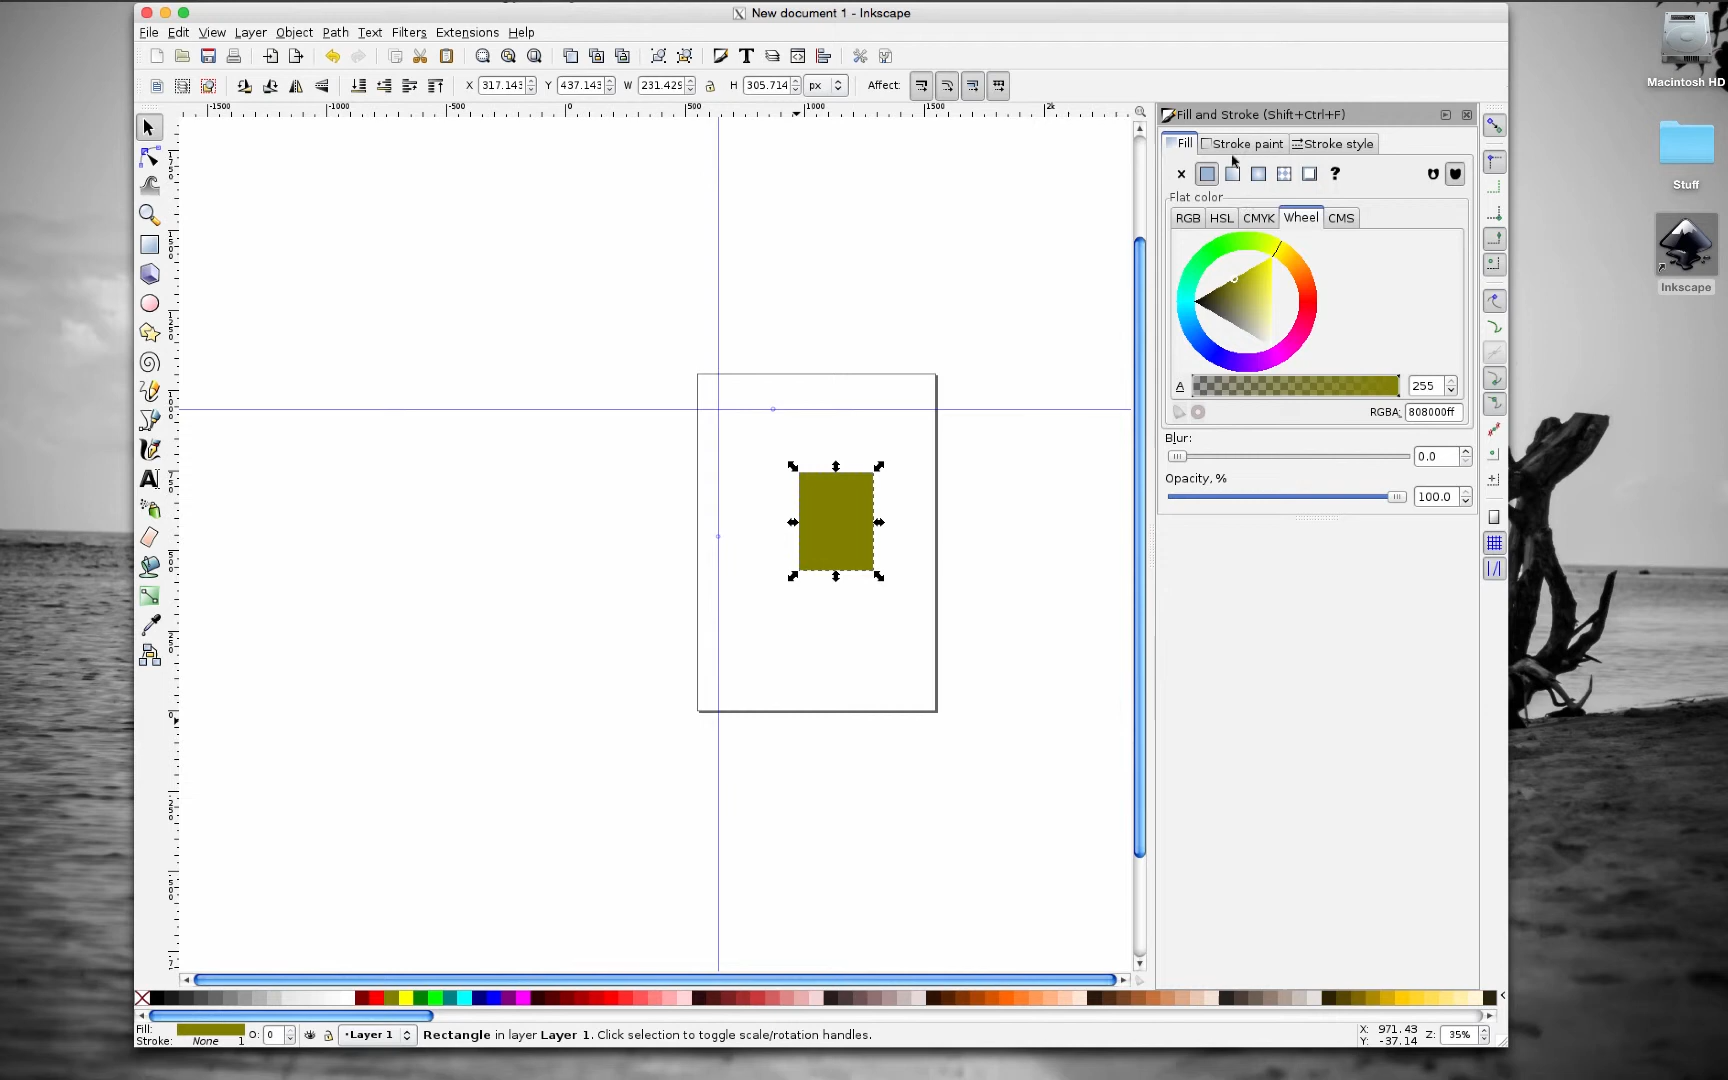 New document 1 - Inkscape
File Edit View Layer Object Path Text Filters Extensions Help
X 317.143 Y 437.143 W 231.429 H 305.714 px Affect:
-1500 -1000 -500 0 500 1000 1500 2k
Fill and Stroke (Shift+Ctrl+F)
Fill Stroke paint Stroke style
Flat color
RGB HSL CMYK Wheel CMS
A 255
RGBA: 808000ff
Blur:
0.0
Opacity, %
100.0
Macintosh HD
Stuff
Inkscape
Fill:
Stroke: None 1
O: 0
•Layer 1
Rectangle in layer Layer 1. Click selection to toggle scale/rotation handles.
X: 971.43
Y: -37.14
Z: 35%